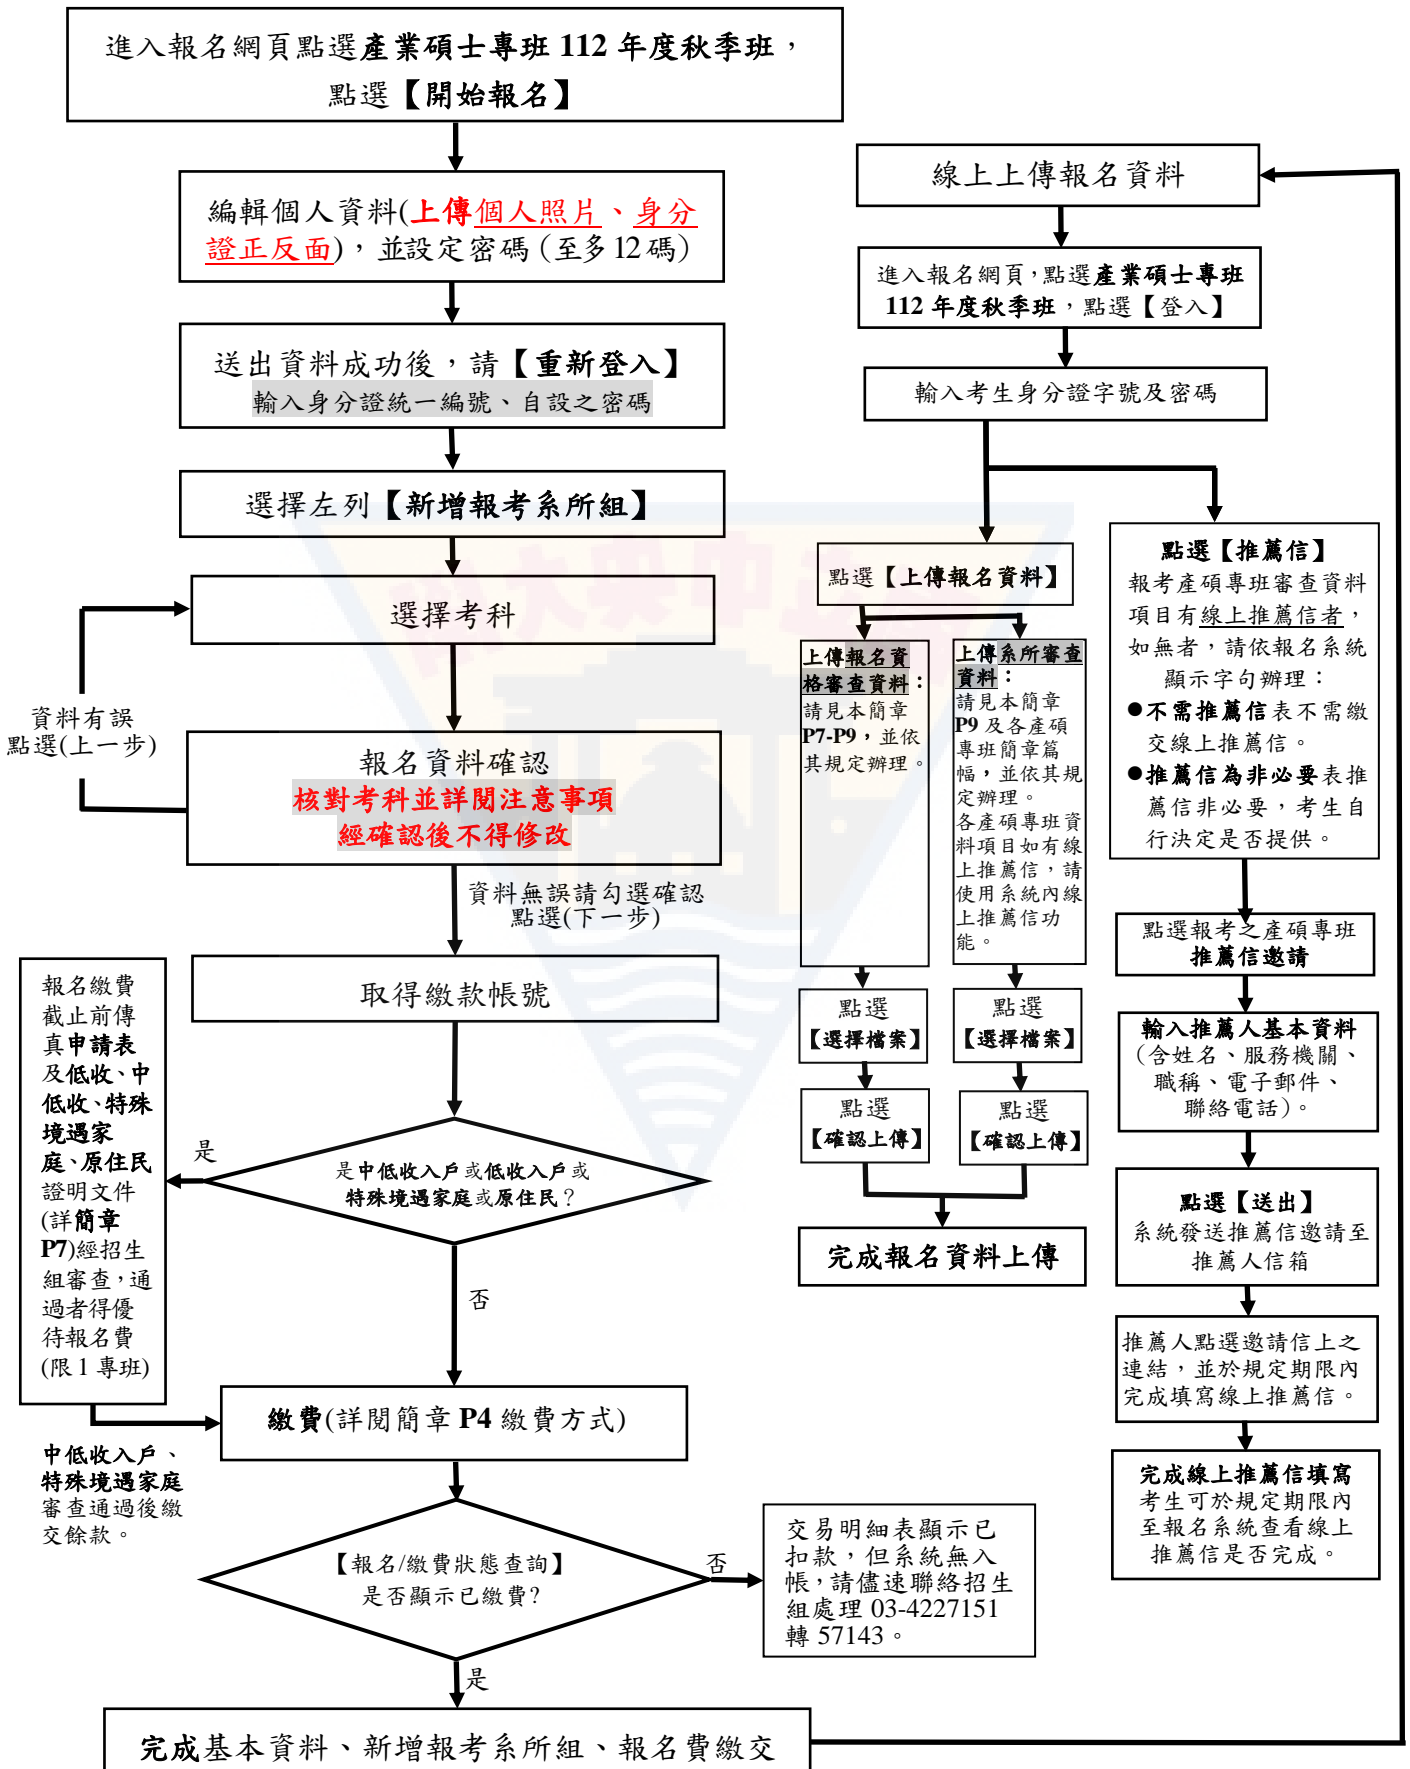 進入報名網頁點選產業碩士專班 112 年度秋季班，
點選【開始報名】
編輯個人資料(上傳個人照片、身分
證正反面)，並設定密碼（至多12碼）
送出資料成功後，請【重新登入】
輸入身分證統一編號、自設之密碼
選擇左列【新增報考系所組】
選擇考科
資料有誤
點選(上一步)
報名資料確認
核對考科並詳閱注意事項
經確認後不得修改
資料無誤請勾選確認
點選(下一步)
取得繳款帳號
報名繳費
截止前傳
真申請表
及低收、中
低收、特殊
境遇家
庭、原住民
證明文件
(詳簡章
P7)經招生
組審查，通
過者得優
待報名費
(限 1 專班)
是
是中低收入戶或低收入戶或
特殊境遇家庭或原住民？
否
繳費(詳閱簡章 P4 繳費方式)
中低收入戶、
特殊境遇家庭
審查通過後繳
交餘款。
【報名/繳費狀態查詢】
是否顯示已繳費?
否
交易明細表顯示已
扣款，但系統無入
帳，請儘速聯絡招生
組處理 03-4227151
轉 57143。
是
完成基本資料、新增報考系所組、報名費繳交
線上上傳報名資料
進入報名網頁，點選產業碩士專班
112 年度秋季班，點選【登入】
輸入考生身分證字號及密碼
點選【上傳報名資料】
上傳報名資
格審查資料：
請見本簡章
P7-P9，並依
其規定辦理。
點選
【選擇檔案】
點選
【確認上傳】
上傳系所審查
資料：
請見本簡章
P9 及各產碩
專班簡章篇
幅，並依其規
定辦理。
各產碩專班資
料項目如有線
上推薦信，請
使用系統內線
上推薦信功
能。
點選
【選擇檔案】
點選
【確認上傳】
完成報名資料上傳
點選【推薦信】
報考產碩專班審查資料
項目有線上推薦信者，
如無者，請依報名系統
顯示字句辦理：
●不需推薦信表不需繳
交線上推薦信。
●推薦信為非必要表推
薦信非必要，考生自
行決定是否提供。
點選報考之產碩專班
推薦信邀請
輸入推薦人基本資料
（含姓名、服務機關、
職稱、電子郵件、
聯絡電話）。
點選【送出】
系統發送推薦信邀請至
推薦人信箱
推薦人點選邀請信上之
連結，並於規定期限內
完成填寫線上推薦信。
完成線上推薦信填寫
考生可於規定期限內
至報名系統查看線上
推薦信是否完成。